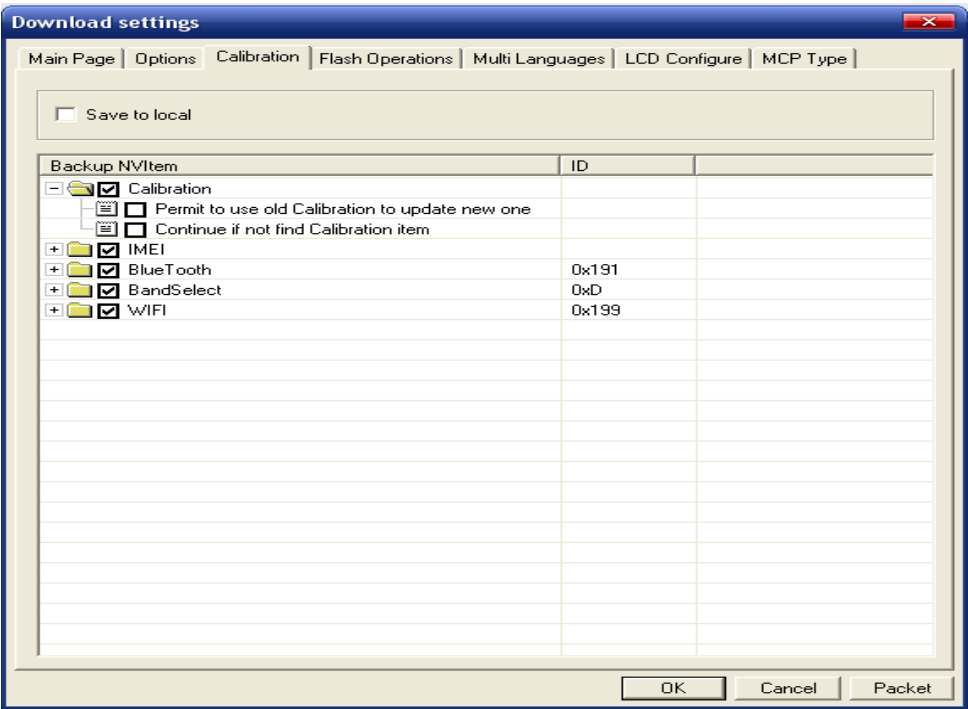 Download settings
Main Page Options Calibration Flash Operations Multi Languages LCD Configure MCP Type
Save to local
Backup NVItem ID
Calibration
Permit to use old Calibration to update new one
Continue if not find Calibration item
IMEI
BlueTooth 0x191
BandSelect 0xD
WIFI 0x199
OK Cancel Packet